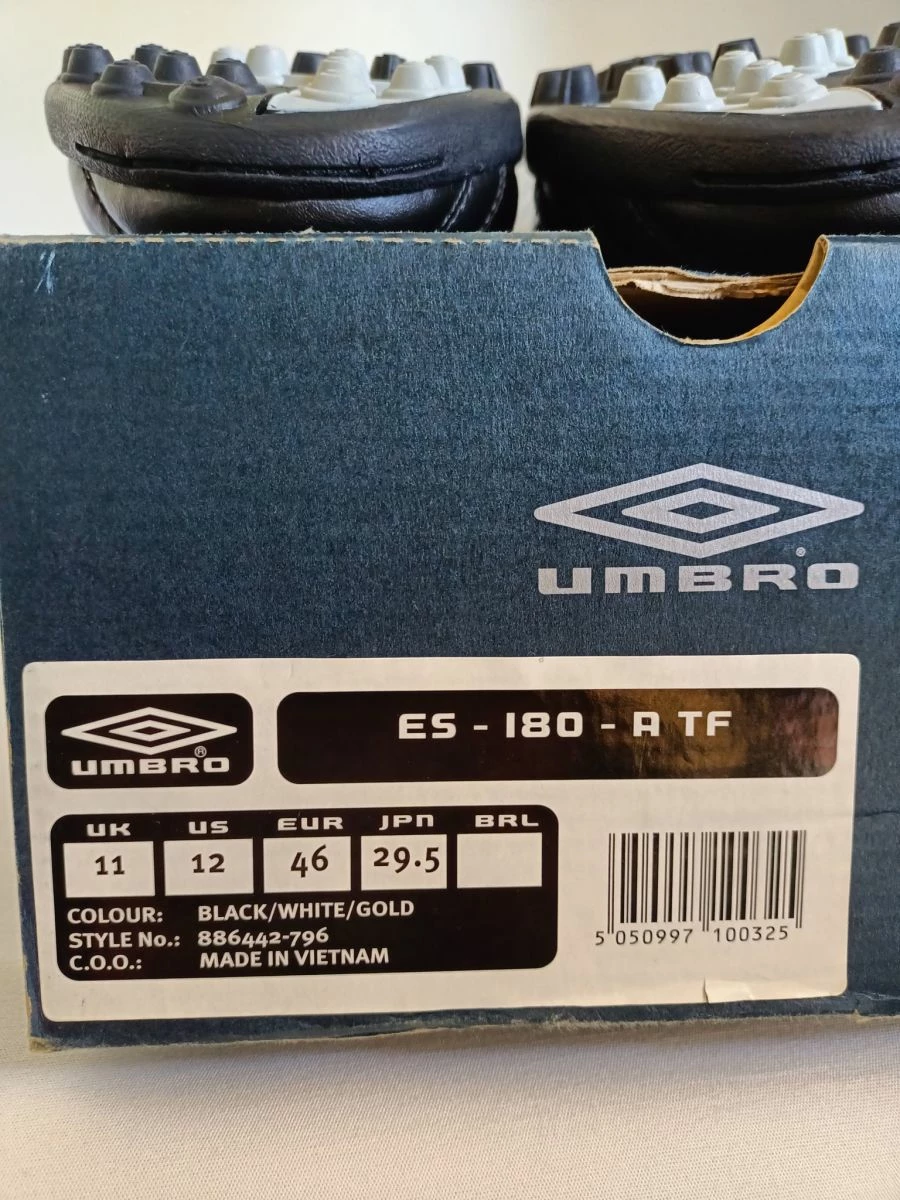 UMBRO®
UMBRO®
ES - 180 - A TF
UK US EUR JPN BRL
11 12 46 29.5
COLOUR: BLACK/WHITE/GOLD
STYLE No.: 886442-796
C.O.O.: MADE IN VIETNAM
5 050997 100325